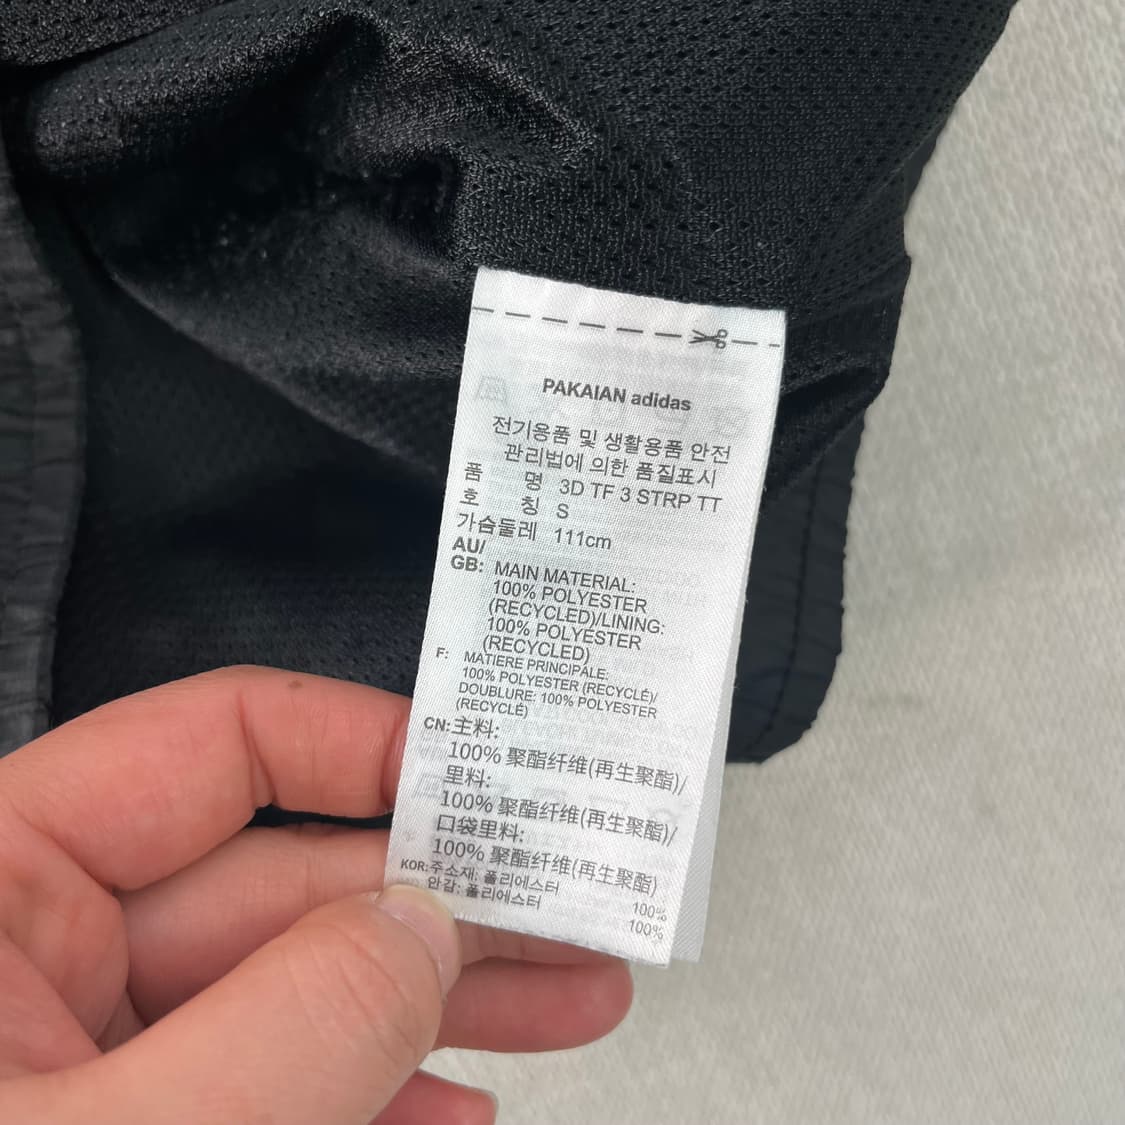 PAKAIAN adidas
전기용품 및 생활용품 안전
관리법에 의한 품질표시
품 명 3D TF 3 STRP TT
호 칭 S
가슴둘레 111cm
AU/
GB: MAIN MATERIAL:
100% POLYESTER
(RECYCLED)/LINING:
100% POLYESTER
(RECYCLED)
F: MATIERE PRINCIPALE:
100% POLYESTER (RECYCLÉ)/
DOUBLURE: 100% POLYESTER
(RECYCLÉ)
CN:主料:
100% 聚酯纤维(再生聚酯)/
里料:
100% 聚酯纤维(再生聚酯)/
口袋里料:
100% 聚酯纤维(再生聚酯)
KOR:주소재: 폴리에스터 100%
안감: 폴리에스터 100%